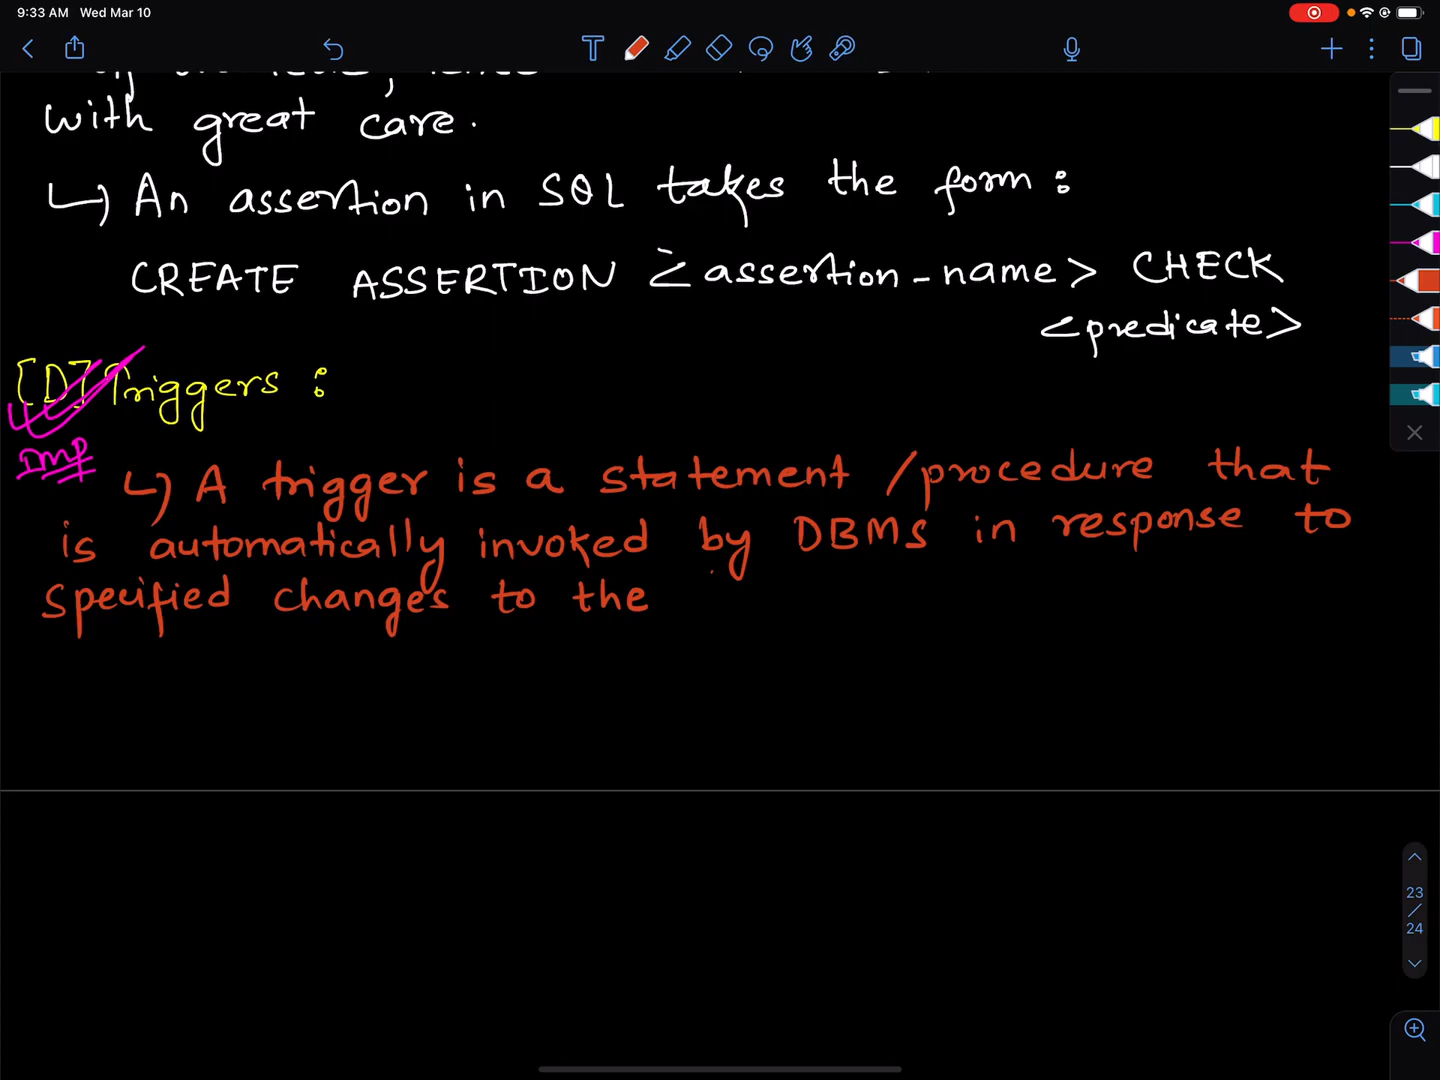 9:33 AM Wed Mar 10
with great care.
↳ An assertion in SQL takes the form :
CREATE ASSERTION <assertion-name> CHECK
<predicate>
[D] Triggers :
IMP
↳ A trigger is a statement /procedure that
is automatically invoked by DBMS in response to
specified changes to the
23
/
24